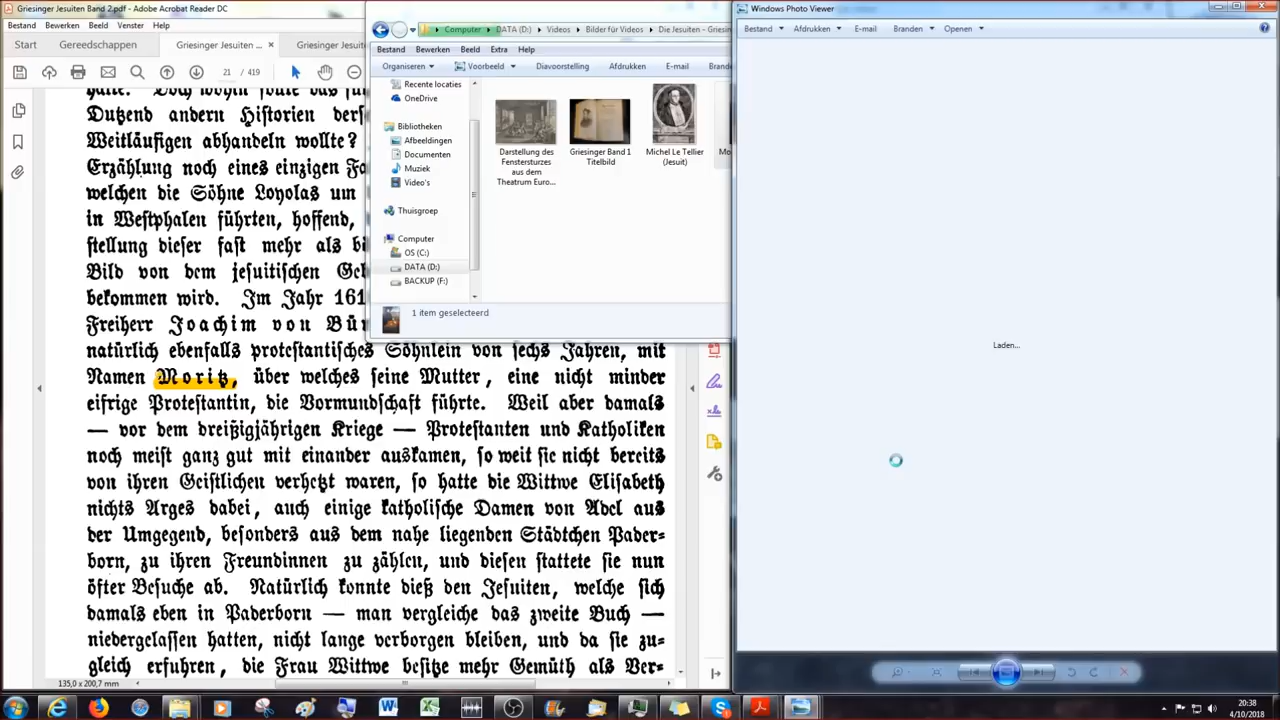 Griesinger Jesuiten Band 2.pdf - Adobe Acrobat Reader DC
Bestand Bewerken Beeld Venster Help
Start Gereedschappen Griesinger Jesuiten ... × Griesinger Jesuiten
21 / 419
Dutzend andern Historien
Weitläufigen abhandeln wollte?
Erzählung noch eines einzigen
welchen die Söhne Loyolas um
in Westphalen führten, hoffend,
stellung dieser fast mehr als
Bild von dem jesuitischen
bekommen wird. Im Jahr 161
Freiherr Joachim von
natürlich ebenfalls protestantisches Söhnlein von sechs Jahren, mit
Namen Moritz, über welches seine Mutter, eine nicht minder
eifrige Protestantin, die Vormundschaft führte. Weil aber damals
— vor dem dreißigjährigen Kriege — Protestanten und Katholiken
noch meist ganz gut mit einander auskamen, so weit sie nicht bereits
von ihren Geistlichen verhetzt waren, so hatte die Wittwe Elisabeth
nichts Arges dabei, auch einige katholische Damen von Adel aus
der Umgegend, besonders aus dem nahe liegenden Städtchen Pader-
born, zu ihren Freundinnen zu zählen, und diesen stattete sie nun
öfter Besuche ab. Natürlich konnte dieß den Jesuiten, welche sich
damals eben in Paderborn — man vergleiche das zweite Buch —
niedergelassen hatten, nicht lange verborgen bleiben, und da sie zu-
gleich erfuhren, die Frau Wittwe besitze mehr Gemüth als Ver-
135,0 x 200,7 mm
Computer DATA (D:) Videos Bilder für Videos Die Jesuiten - Griesin
Bestand Bewerken Beeld Extra Help
Organiseren Voorbeeld Diavoorstelling Afdrukken E-mail Brande
Recente locaties
OneDrive
Bibliotheken
Afbeeldingen
Documenten
Muziek
Video's
Thuisgroep
Computer
OS (C:)
DATA (D:)
BACKUP (F:)
Darstellung des
Fenstersturzes
aus dem
Theatrum Euro...
Griesinger Band 1
Titelbild
Michel Le Tellier
(Jesuit)
1 item geselecteerd
Windows Photo Viewer
Bestand Afdrukken E-mail Branden Openen
Laden...
20:38
4/10/2018